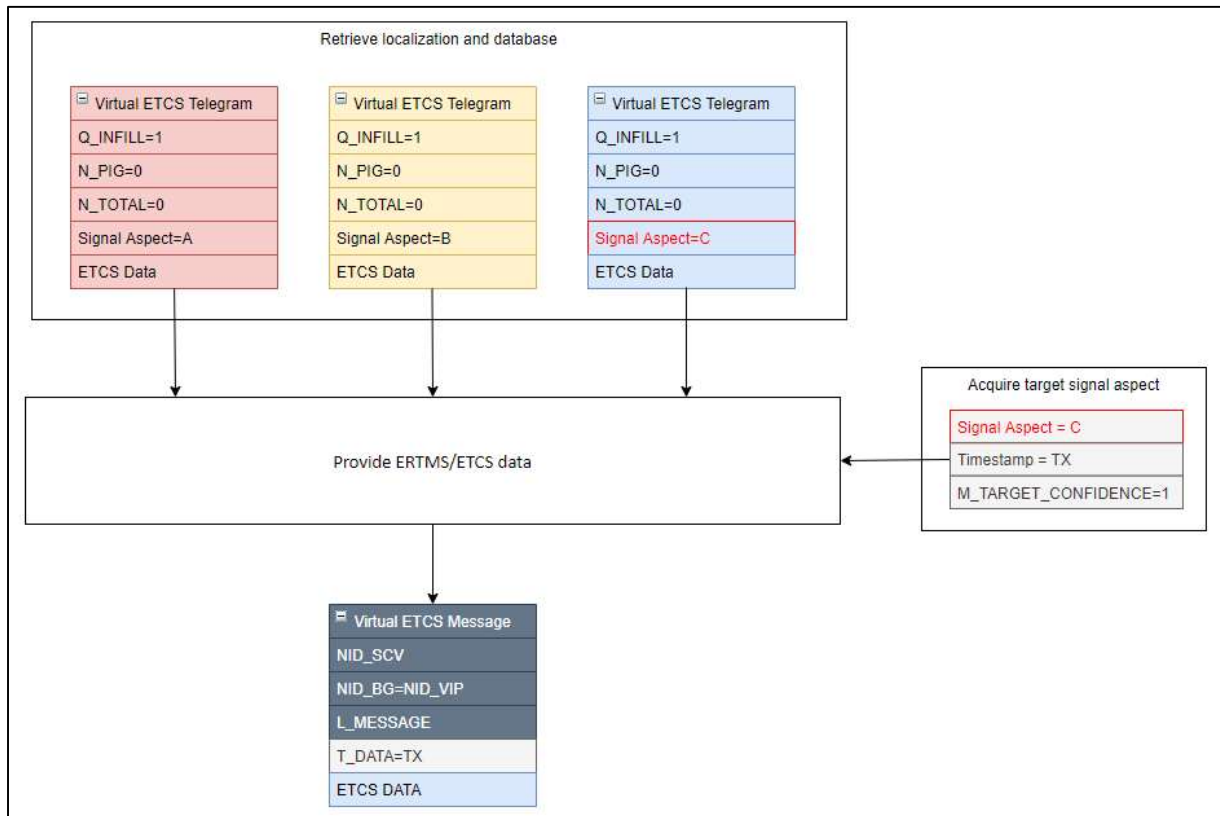 Retrieve localization and database
Virtual ETCS Telegram
Q_INFILL=1
N_PIG=0
N_TOTAL=0
Signal Aspect=A
ETCS Data
Virtual ETCS Telegram
Q_INFILL=1
N_PIG=0
N_TOTAL=0
Signal Aspect=B
ETCS Data
Virtual ETCS Telegram
Q_INFILL=1
N_PIG=0
N_TOTAL=0
Signal Aspect=C
ETCS Data
Acquire target signal aspect
Signal Aspect = C
Timestamp = TX
M_TARGET_CONFIDENCE=1
Provide ERTMS/ETCS data
Virtual ETCS Message
NID_SCV
NID_BG=NID_VIP
L_MESSAGE
T_DATA=TX
ETCS DATA